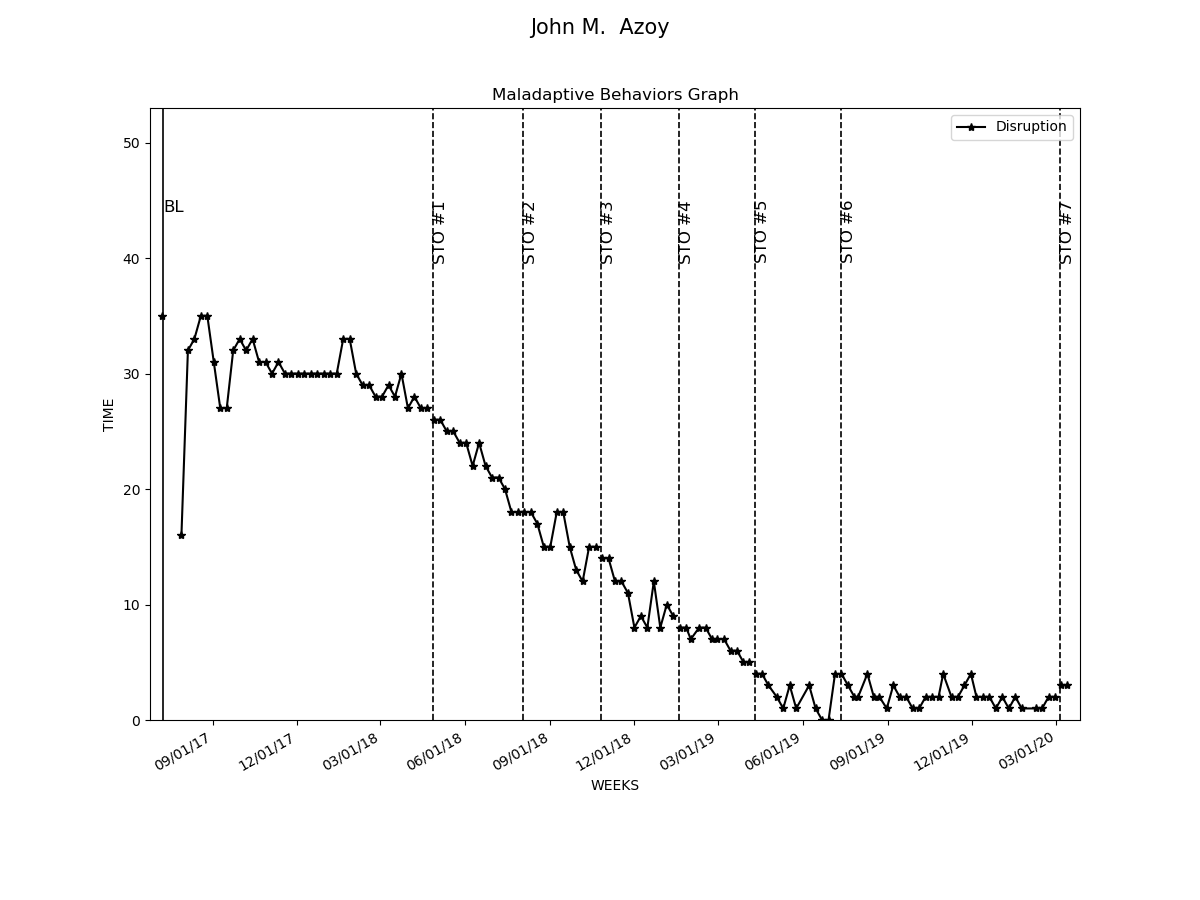 John M.  Azoy
Maladaptive Behaviors Graph
Disruption
50
BL
STO #1
STO #2
STO #3
STO #4
STO #5
STO #6
STO #7
40
30
TIME
20
10
0
09/01/17
12/01/17
03/01/18
06/01/18
09/01/18
12/01/18
03/01/19
06/01/19
09/01/19
12/01/19
03/01/20
WEEKS